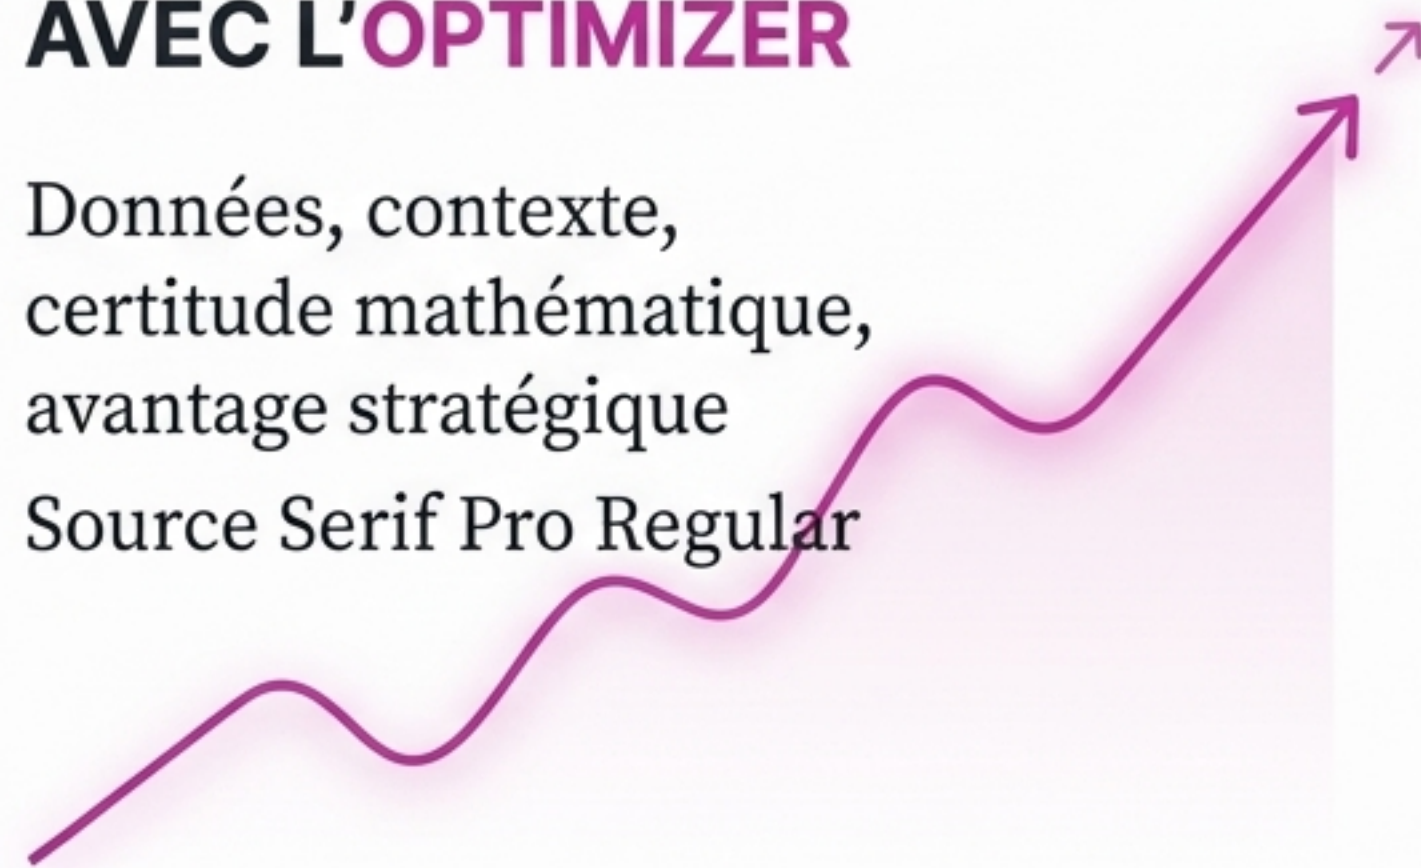 AVEC L’OPTIMIZER
Données, contexte,
certitude mathématique,
avantage stratégique
Source Serif Pro Regular